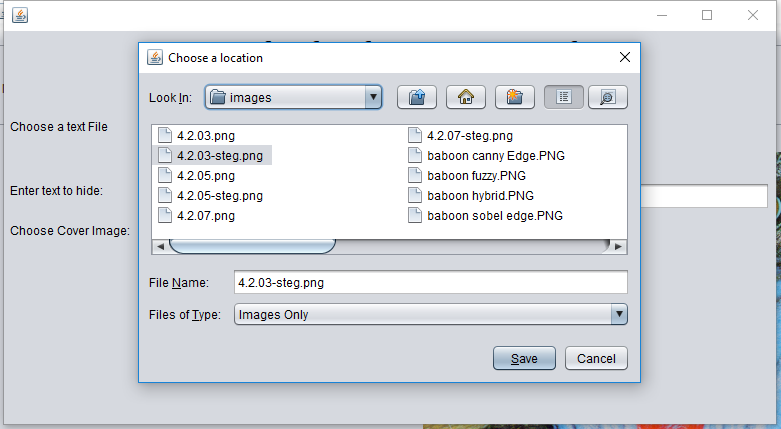 Choose a location
Look In: images
Choose a text File
4.2.03.png
4.2.03-steg.png
4.2.05.png
4.2.05-steg.png
4.2.07.png
4.2.07-steg.png
baboon canny Edge.PNG
baboon fuzzy.PNG
baboon hybrid.PNG
baboon sobel edge.PNG
Enter text to hide:
Choose Cover Image:
File Name: 4.2.03-steg.png
Files of Type: Images Only
Save Cancel